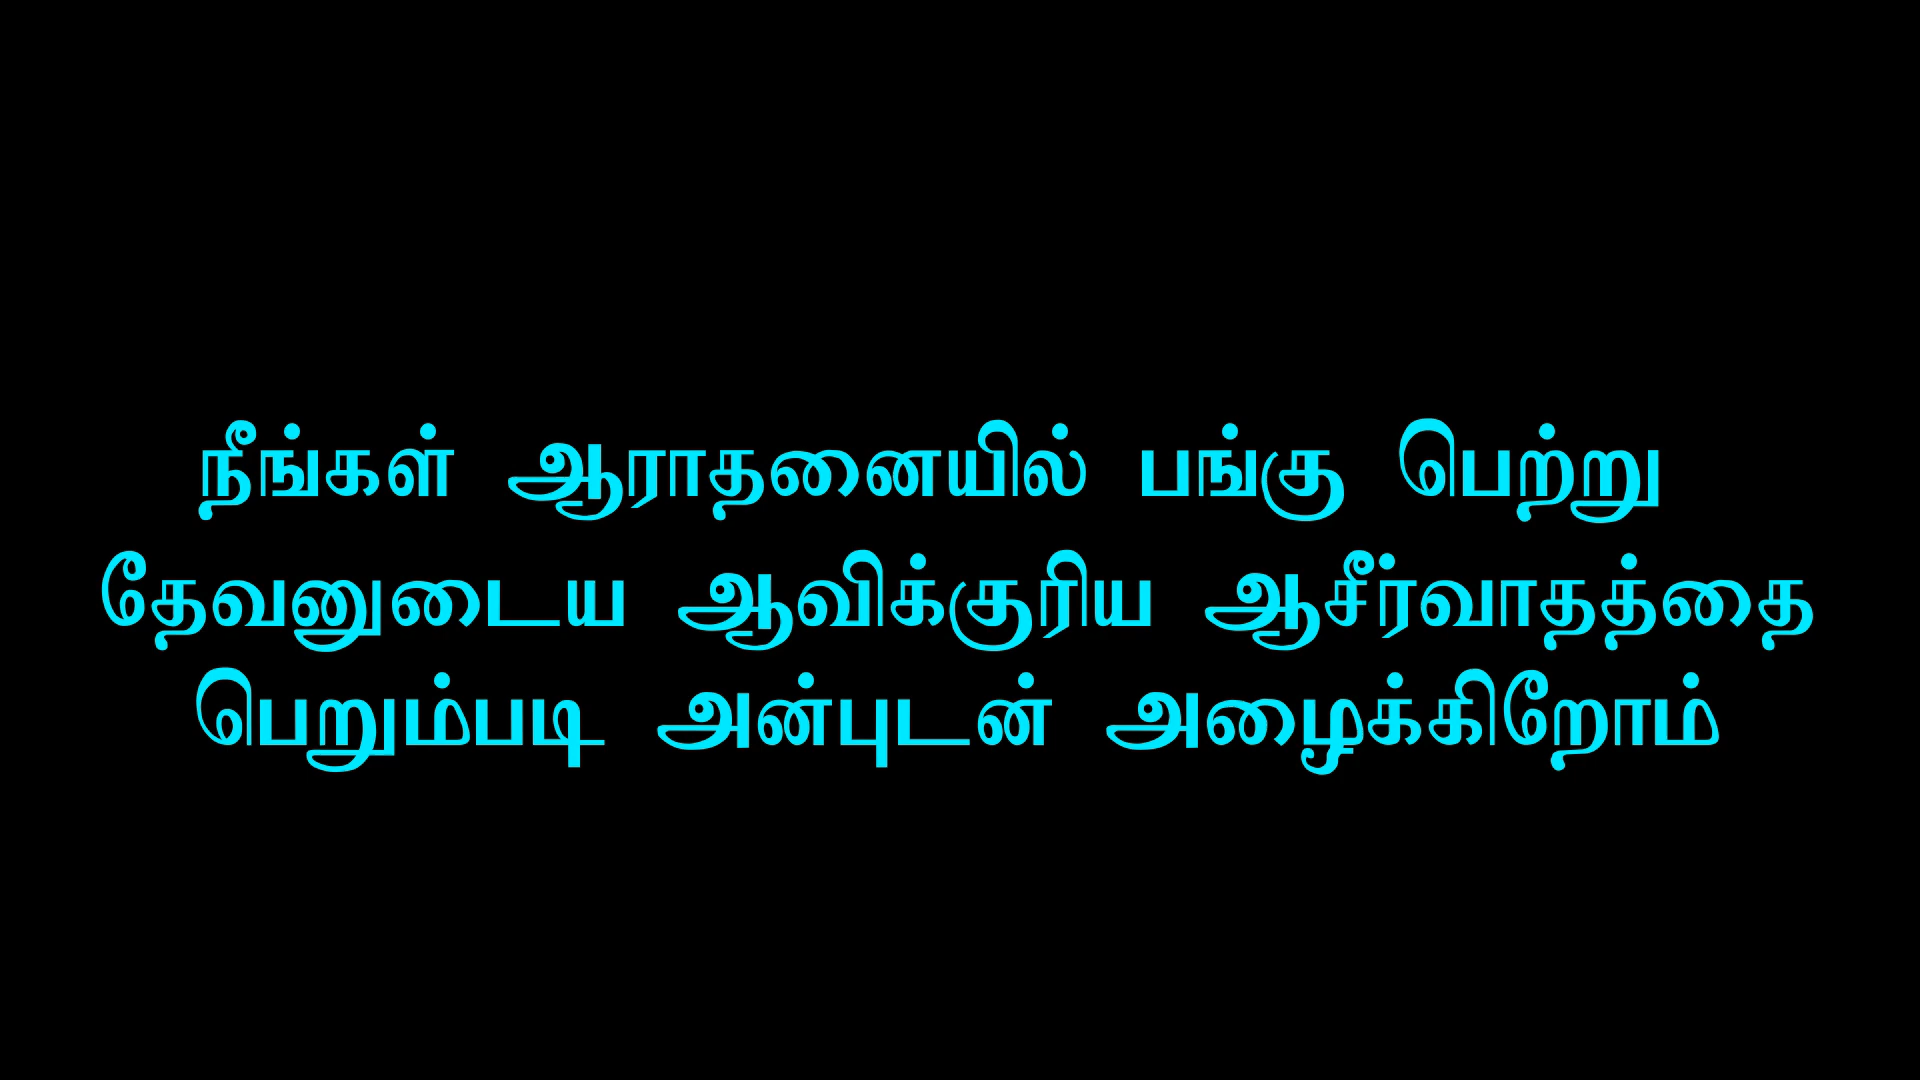 நீங்கள் ஆராதனையில் பங்கு பெற்று
தேவனுடைய ஆவிக்குரிய ஆசீர்வாதத்தை
பெறும்படி அன்புடன் அழைக்கிறோம்